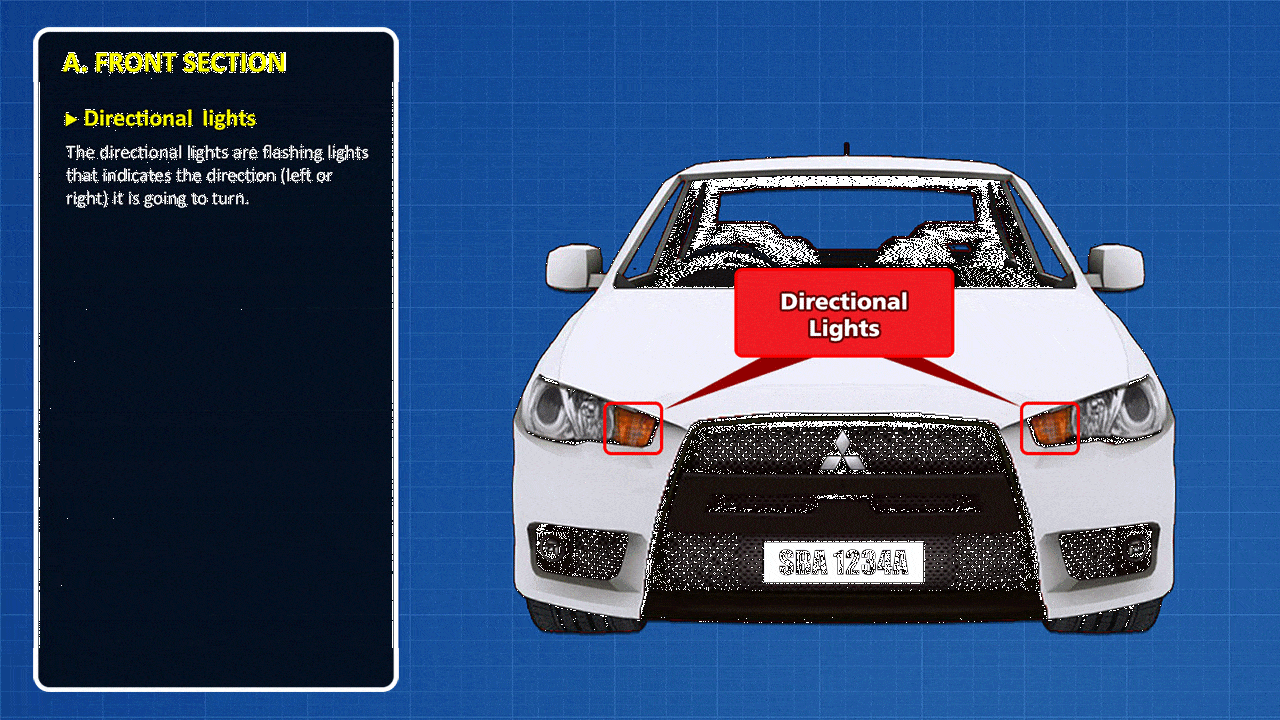 A. FRONT SECTION
► Directional lights
The directional lights are flashing lights
that indicates the direction (left or
right) it is going to turn.
Directional
Lights
SDA 1234A